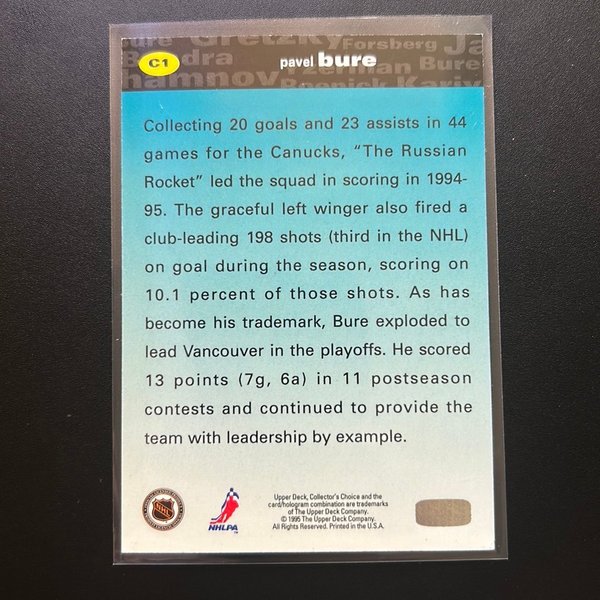 Gretzky Forsberg
C1
pavel bure
Bure
Collecting 20 goals and 23 assists in 44
games for the Canucks, “The Russian
Rocket” led the squad in scoring in 1994-
95. The graceful left winger also fired a
club-leading 198 shots (third in the NHL)
on goal during the season, scoring on
10.1 percent of those shots. As has
become his trademark, Bure exploded to
lead Vancouver in the playoffs. He scored
13 points (7g, 6a) in 11 postseason
contests and continued to provide the
team with leadership by example.
NHL
NHLPA
Upper Deck, Collector's Choice and the
card/hologram combination are trademarks
of The Upper Deck Company.
© 1995 The Upper Deck Company.
All Rights Reserved. Printed in the U.S.A.